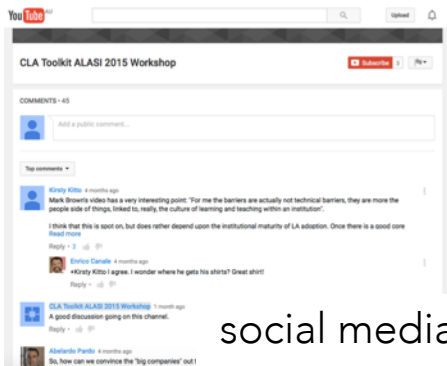 YouTube AU
Upload
CLA Toolkit ALASI 2015 Workshop
Subscribe 3
COMMENTS • 45
Add a public comment...
Top comments
Kirsty Kitto 4 months ago
Mark Brown's video has a very interesting point: "For me the barriers are actually not technical barriers, they are more the
people side of things, linked to, really, the culture of learning and teaching within an institution".
I think that this is spot on, but does rather depend upon the institutional maturity of LA adoption. Once there is a good core
Read more
Reply • 2
Enrico Canale 4 months ago
+Kirsty Kitto I agree. I wonder where he gets his shirts? Great shirt!
Reply •
CLA Toolkit ALASI 2015 Workshop 1 month ago
A good discussion going on this channel.
Reply •
social media
Abelardo Pardo 4 months ago
So, how can we convince the "big companies" out t